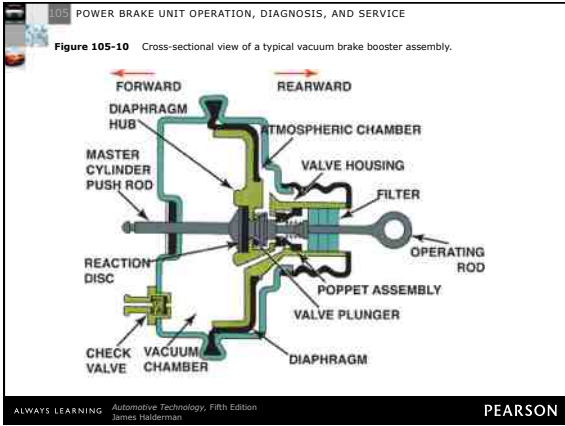 105 POWER BRAKE UNIT OPERATION, DIAGNOSIS, AND SERVICE
Figure 105-10 Cross-sectional view of a typical vacuum brake booster assembly.
FORWARD
REARWARD
DIAPHRAGM
HUB
ATMOSPHERIC CHAMBER
MASTER
CYLINDER
PUSH ROD
VALVE HOUSING
FILTER
OPERATING
ROD
REACTION
DISC
POPPET ASSEMBLY
VALVE PLUNGER
CHECK
VALVE
VACUUM
CHAMBER
DIAPHRAGM
ALWAYS LEARNING
Automotive Technology, Fifth Edition
James Halderman
PEARSON